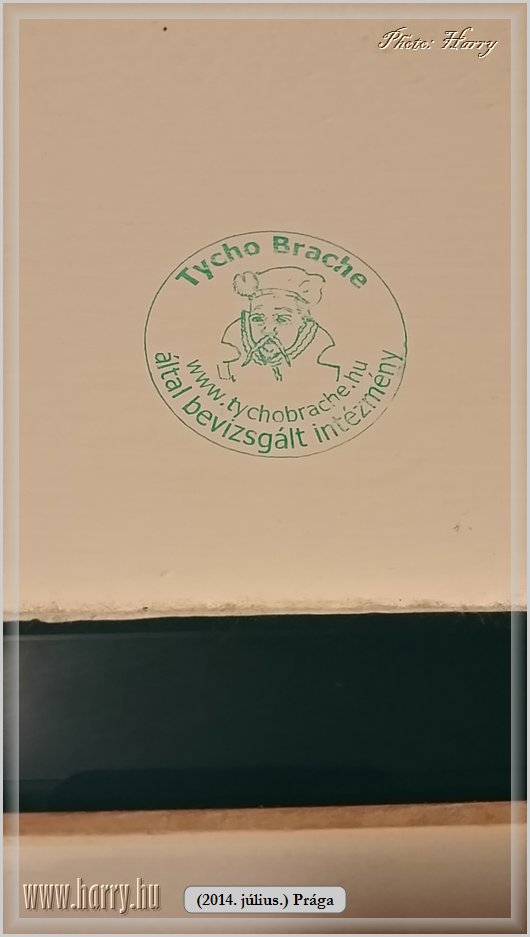 Photo: Harry
Tycho Brache
www.tychobrache.hu
által bevizsgált intézmény
www.harry.hu
(2014. július.) Prága